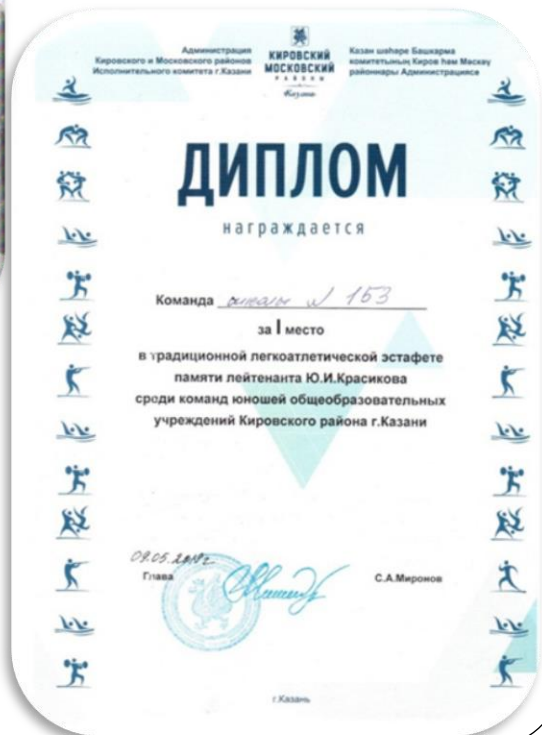 Администрация
Кировского и Московского районов
Исполнительного комитета г.Казани
КИРОВСКИЙ
МОСКОВСКИЙ
РАЙОНЫ
Казань
Казан шәһәре Башкарма
комитетының Киров һәм Мәскәү
районнары Администрациясе
ДИПЛОМ
награждается
Команда школы № 153
за I место
в традиционной легкоатлетической эстафете
памяти лейтенанта Ю.И.Красикова
среди команд юношей общеобразовательных
учреждений Кировского района г.Казани
09.05.2018г.
Глава
С.А.Миронов
г.Казань